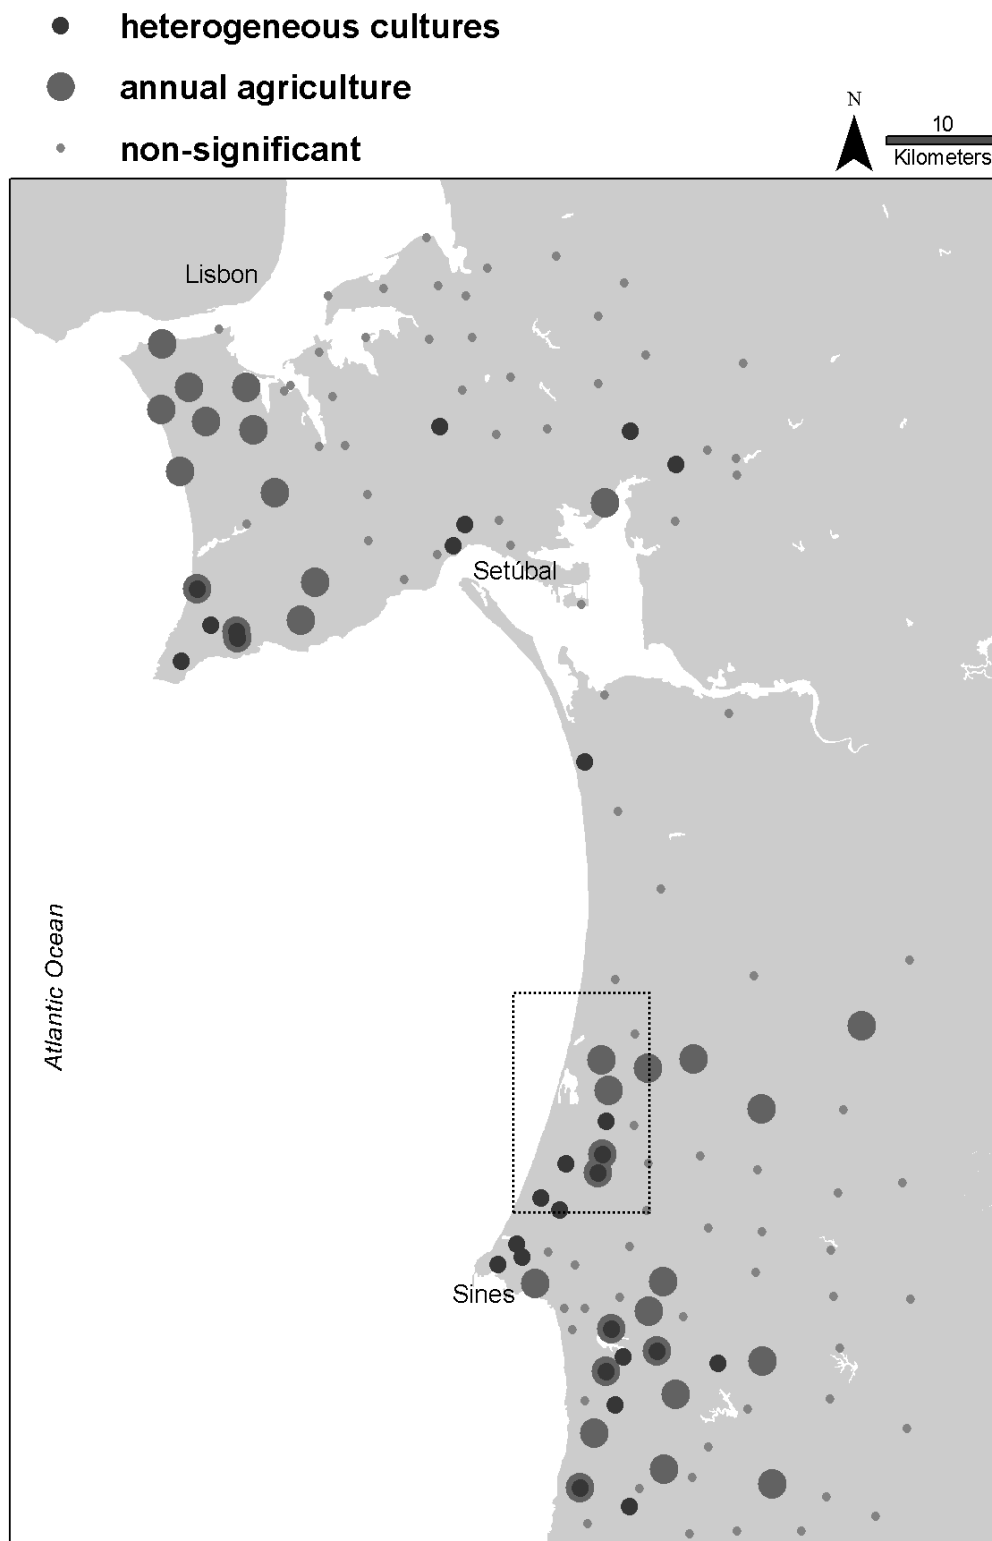 heterogeneous cultures
annual agriculture
non-significant
N
10
Kilometers
Lisbon
Setúbal
Atlantic Ocean
Sines